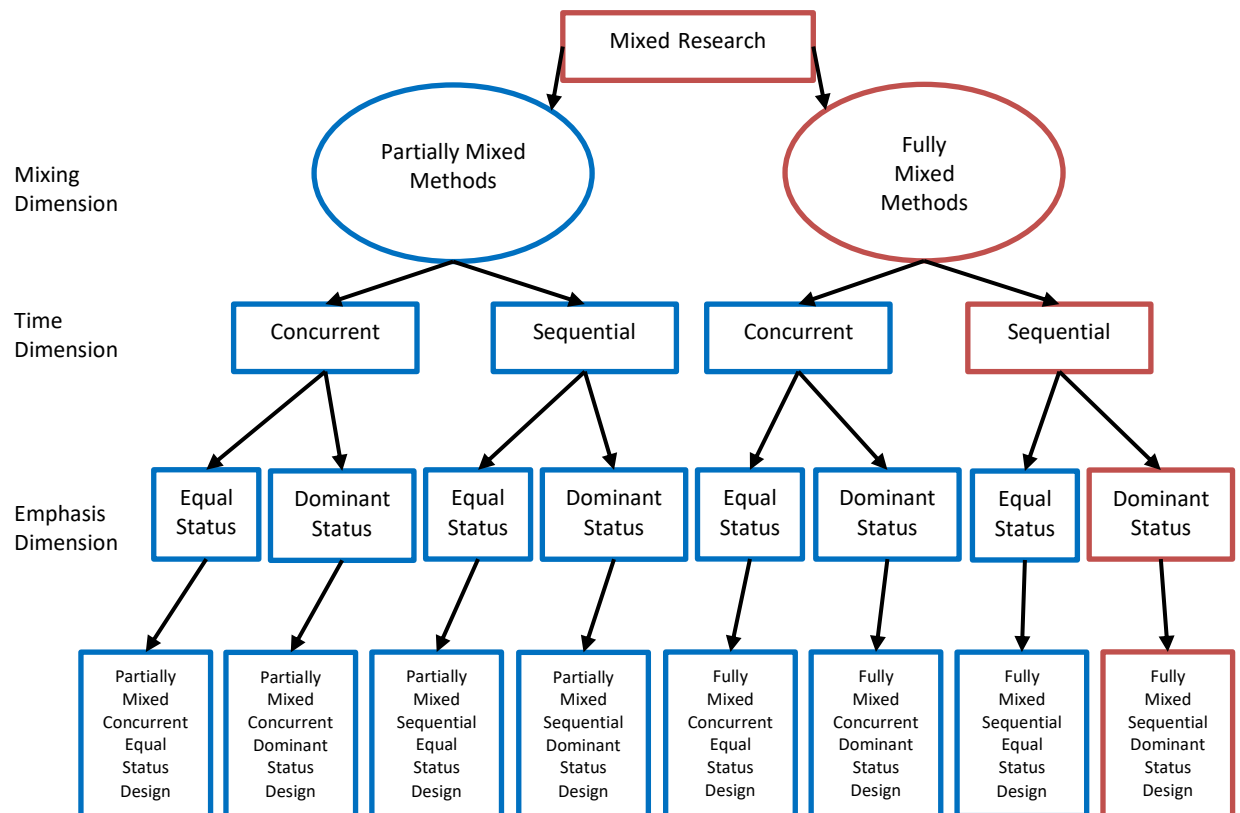 Mixed Research
Partially Mixed
Methods
Fully
Mixed
Methods
Mixing
Dimension
Time
Dimension
Concurrent
Sequential
Concurrent
Sequential
Emphasis
Dimension
Equal
Status
Dominant
Status
Equal
Status
Dominant
Status
Equal
Status
Dominant
Status
Equal
Status
Dominant
Status
Partially
Mixed
Concurrent
Equal
Status
Design
Partially
Mixed
Concurrent
Dominant
Status
Design
Partially
Mixed
Sequential
Equal
Status
Design
Partially
Mixed
Sequential
Dominant
Status
Design
Fully
Mixed
Concurrent
Equal
Status
Design
Fully
Mixed
Concurrent
Dominant
Status
Design
Fully
Mixed
Sequential
Equal
Status
Design
Fully
Mixed
Sequential
Dominant
Status
Design